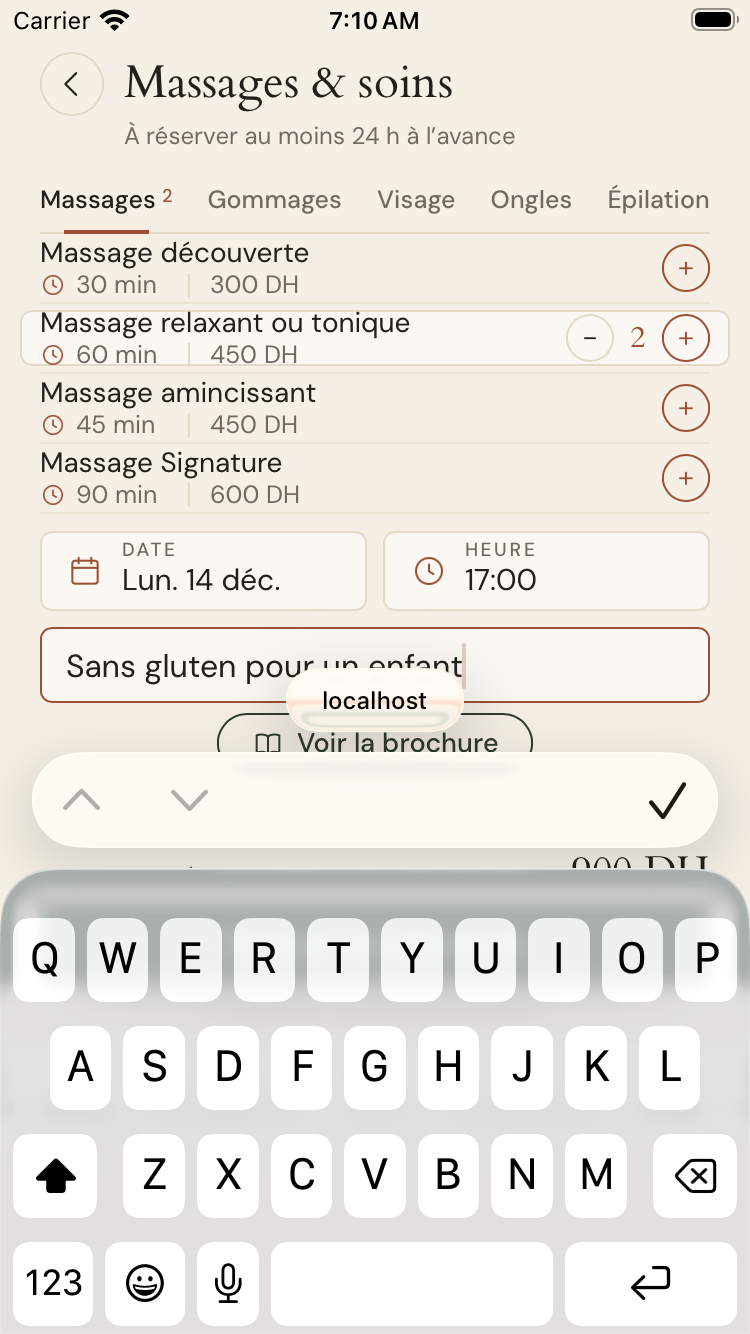 Carrier 7:10 AM
Massages & soins
À réserver au moins 24 h à l’avance
Massages 2 Gommages Visage Ongles Épilation
Massage découverte
30 min 300 DH
Massage relaxant ou tonique
60 min 450 DH
− 2 +
Massage amincissant
45 min 450 DH
Massage Signature
90 min 600 DH
DATE
Lun. 14 déc.
HEURE
17:00
Sans gluten pour un enfant
localhost
Voir la brochure
900 DH
Q W E R T Y U I O P
A S D F G H J K L
Z X C V B N M
123